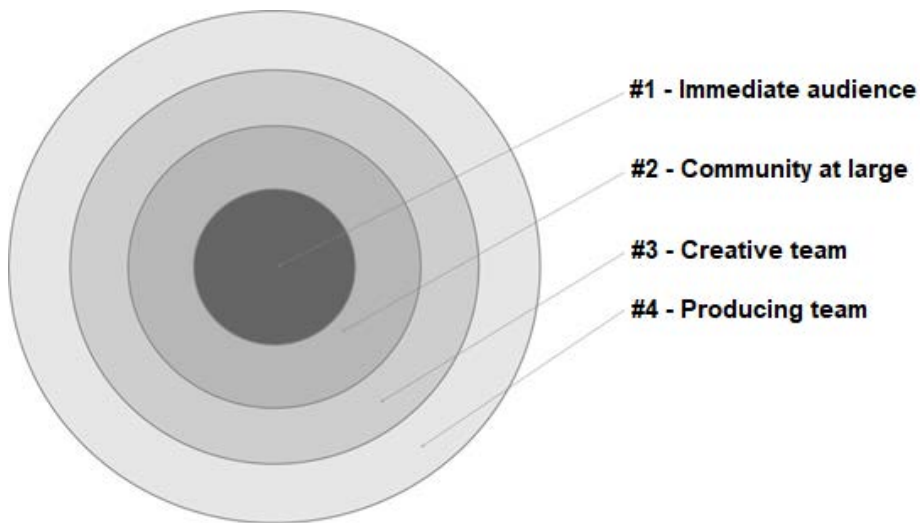 #1 - Immediate audience
#2 - Community at large
#3 - Creative team
#4 - Producing team